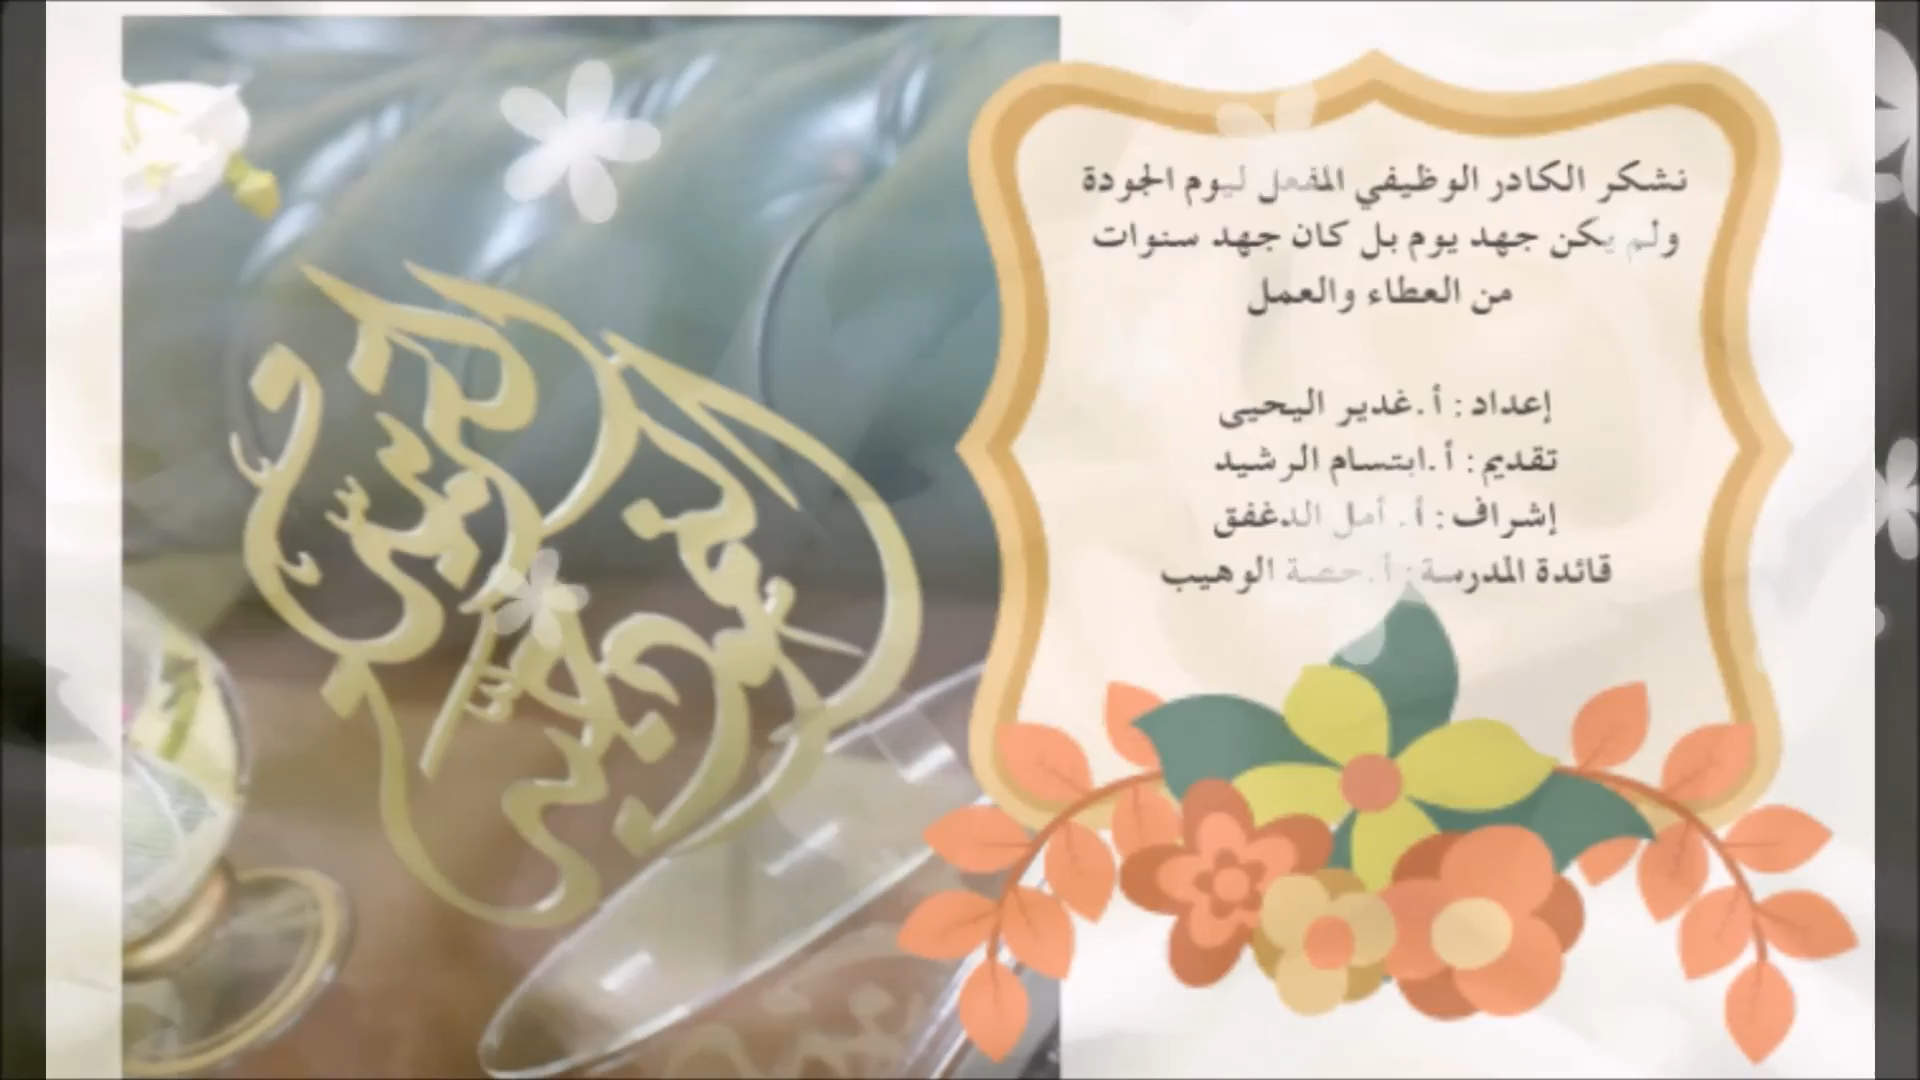 نشكر الكادر الوظيفي المفعل ليوم الجودة
ولم يكن جهد يوم بل كان جهد سنوات
من العطاء والعمل
إعداد: أ.غدير اليحيى
تقديم: أ.ابتسام الرشيد
إشراف: أ. أمل الدغفق
قائدة المدرسة: أ.حصة الوهيب